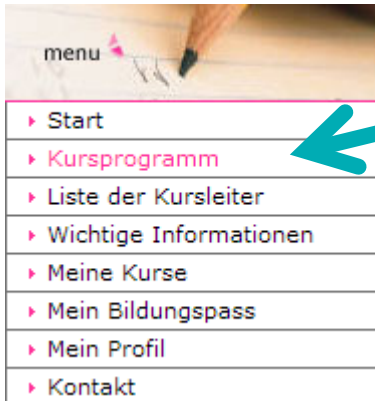 menu
Start
Kursprogramm
Liste der Kursleiter
Wichtige Informationen
Meine Kurse
Mein Bildungspass
Mein Profil
Kontakt